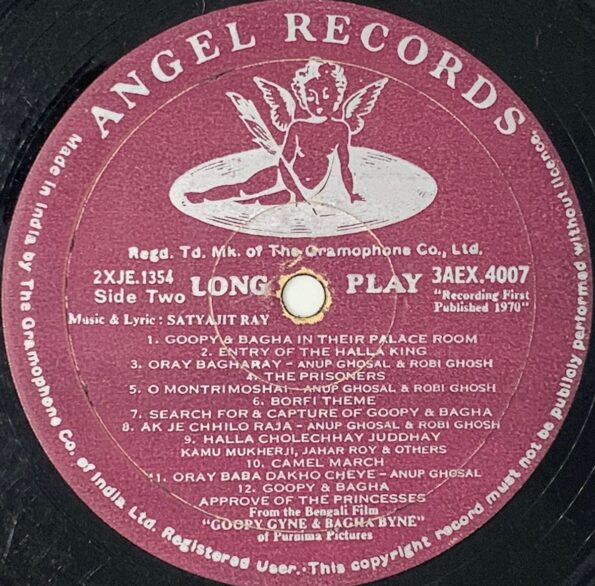 ANGEL RECORDS
Made in India by The Gramophone Co. of India Ltd. Registered User. · This copyright record must not be publicly performed without licence.
Regd. Td. Mk. of The Gramophone Co., Ltd.
2XJE.1354 LONG PLAY 3AEX.4007
Side Two "Recording First
Published 1970"
Music & Lyric : SATYAJIT RAY
1. GOOPY & BAGHA IN THEIR PALACE ROOM
2. ENTRY OF THE HALLA KING
3. ORAY BAGHARAY – ANUP GHOSAL & ROBI GHOSH
4. THE PRISONERS
5. O MONTRIMOSHAI – ANUP GHOSAL & ROBI GHOSH
6. BORFI THEME
7. SEARCH FOR & CAPTURE OF GOOPY & BAGHA
8. AK JE CHHILO RAJA – ANUP GHOSAL & ROBI GHOSH
9. HALLA CHOLECHHAY JUDDHAY
KAMU MUKHERJI, JAHAR ROY & OTHERS
10. CAMEL MARCH
11. ORAY BABA DAKHO CHEYE – ANUP GHOSAL
12. GOOPY & BAGHA
APPROVE OF THE PRINCESSES
From the Bengali Film
"GOOPY GYNE & BAGHA BYNE"
of Purnima Pictures